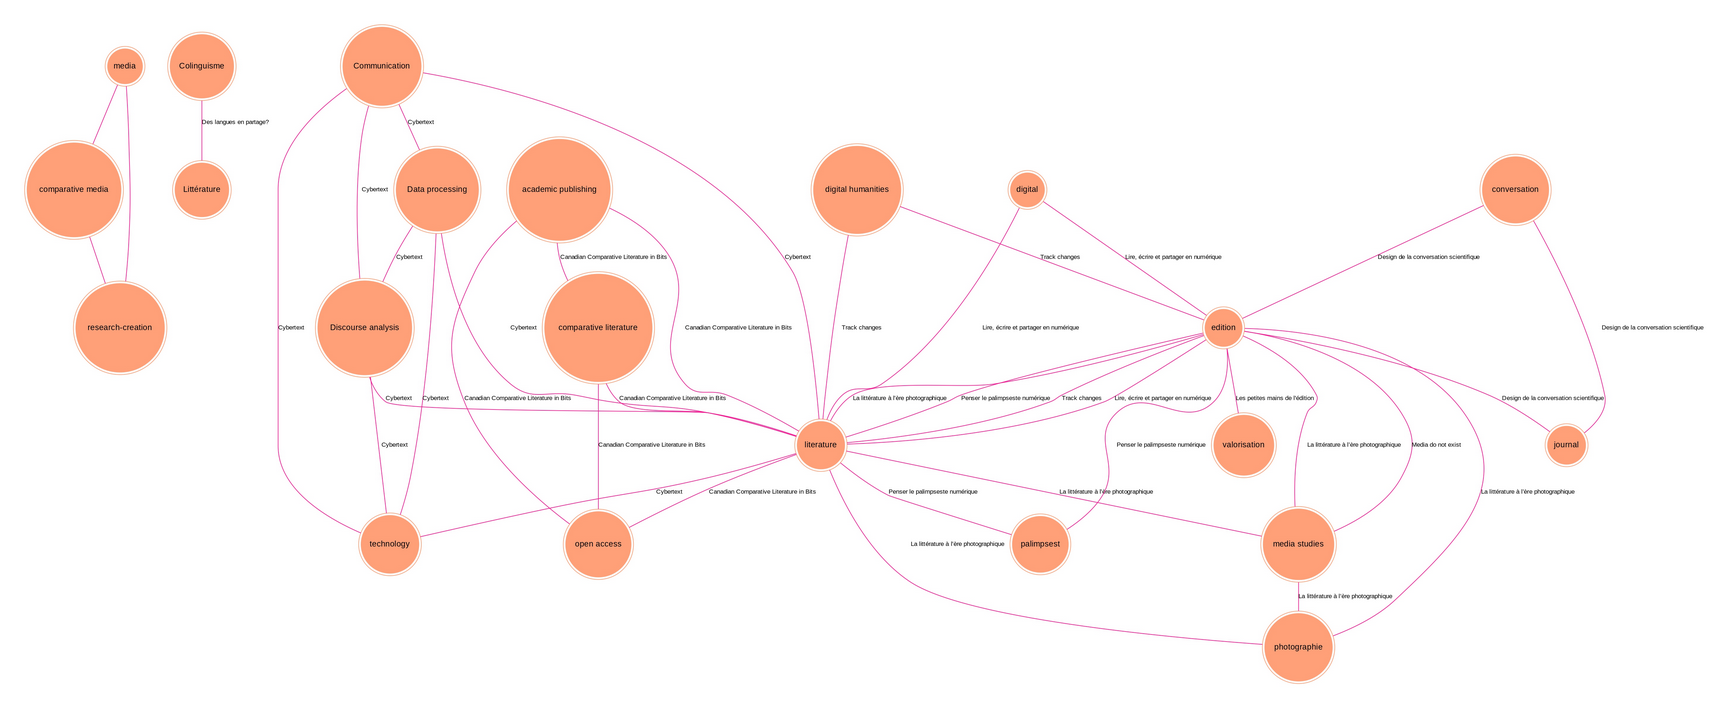 media
Colinguisme
Communication
Des langues en partage?
Cybertext
comparative media
Littérature
Cybertext
Data processing
academic publishing
digital humanities
digital
conversation
Cybertext
Canadian Comparative Literature in Bits
Cybertext
Track changes
Lire, écrire et partager en numérique
Design de la conversation scientifique
research-creation
Cybertext
Discourse analysis
Cybertext
comparative literature
Canadian Comparative Literature in Bits
Track changes
Lire, écrire et partager en numérique
edition
Design de la conversation scientifique
Cybertext
Cybertext
Canadian Comparative Literature in Bits
Canadian Comparative Literature in Bits
La littérature à l'ère photographique
Penser le palimpseste numérique
Track changes
Lire, écrire et partager en numérique
Les petites mains de l'édition
Design de la conversation scientifique
Cybertext
Canadian Comparative Literature in Bits
literature
Penser le palimpseste numérique
valorisation
La littérature à l'ère photographique
Media do not exist
journal
Cybertext
Canadian Comparative Literature in Bits
Penser le palimpseste numérique
La littérature à l'ère photographique
La littérature à l'ère photographique
technology
open access
La littérature à l'ère photographique
palimpsest
media studies
La littérature à l'ère photographique
photographie